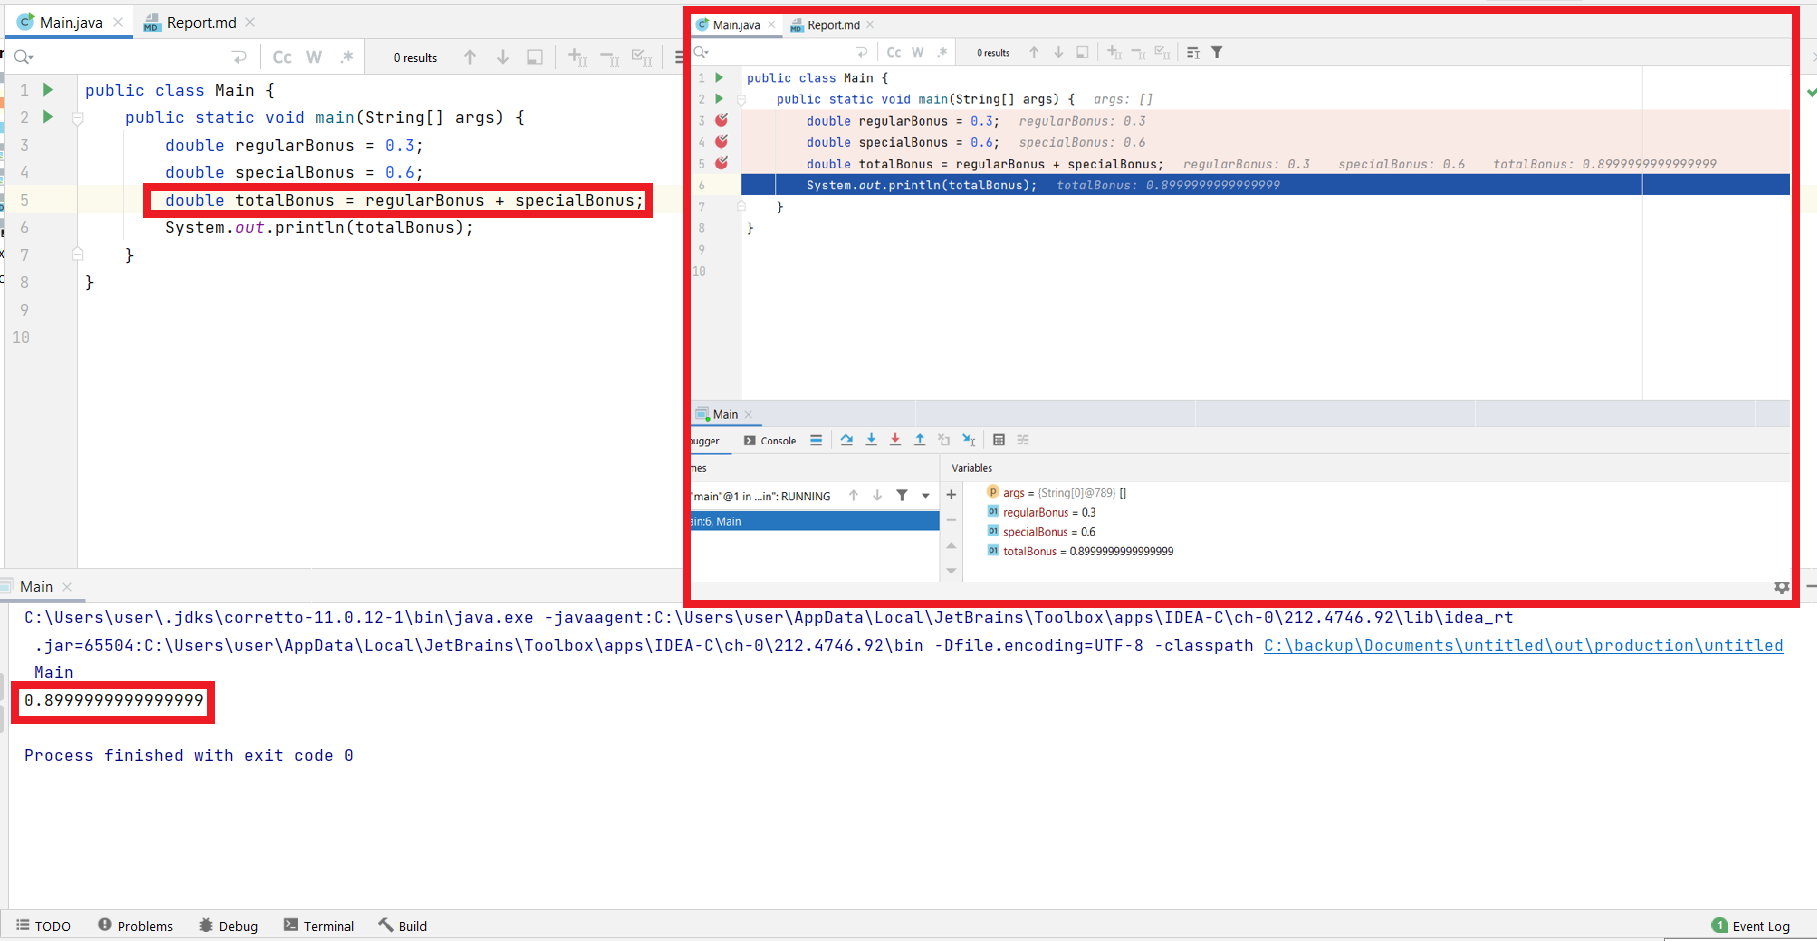 Main.java
Report.md
Cc W .*
0 results
1 public class Main {
2 public static void main(String[] args) {
3 double regularBonus = 0.3;
4 double specialBonus = 0.6;
5 double totalBonus = regularBonus + specialBonus;
6 System.out.println(totalBonus);
7 }
8 }
9
10
Main.java
Report.md
Cc W .*
0 results
1 public class Main {
2 public static void main(String[] args) { args: []
3 double regularBonus = 0.3; regularBonus: 0.3
4 double specialBonus = 0.6; specialBonus: 0.6
5 double totalBonus = regularBonus + specialBonus; regularBonus: 0.3 specialBonus: 0.6 totalBonus: 0.8999999999999999
6 System.out.println(totalBonus); totalBonus: 0.8999999999999999
7 }
8 }
9
10
Main
ugger Console
mes Variables
"main"@1 in ...in": RUNNING
ain:6, Main
args = {String[0]@789} []
regularBonus = 0.3
specialBonus = 0.6
totalBonus = 0.8999999999999999
Main
C:\Users\user\.jdks\corretto-11.0.12-1\bin\java.exe -javaagent:C:\Users\user\AppData\Local\JetBrains\Toolbox\apps\IDEA-C\ch-0\212.4746.92\lib\idea_rt
.jar=65504:C:\Users\user\AppData\Local\JetBrains\Toolbox\apps\IDEA-C\ch-0\212.4746.92\bin -Dfile.encoding=UTF-8 -classpath C:\backup\Documents\untitled\out\production\untitled
Main
0.8999999999999999
Process finished with exit code 0
TODO Problems Debug Terminal Build 1 Event Log